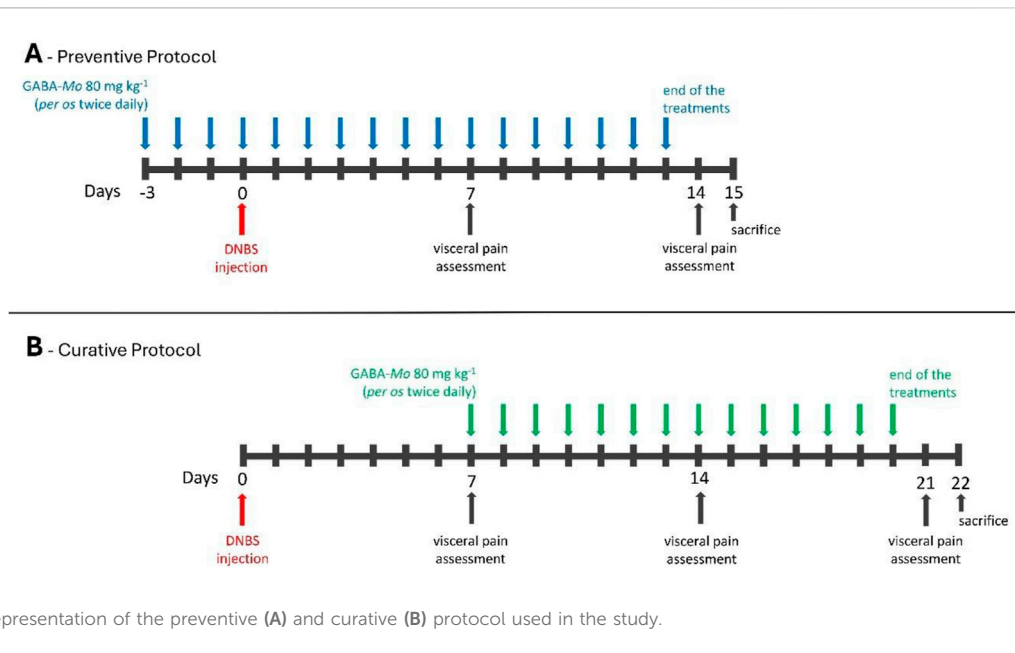 A - Preventive Protocol
GABA-Mo 80 mg kg⁻¹
(per os twice daily)
end of the
treatments
Days -3 0 7 14 15
sacrifice
DNBS
injection
visceral pain
assessment
visceral pain
assessment
B - Curative Protocol
GABA-Mo 80 mg kg⁻¹
(per os twice daily)
end of the
treatments
Days 0 7 14 21 22
sacrifice
DNBS
injection
visceral pain
assessment
visceral pain
assessment
visceral pain
assessment
epresentation of the preventive (A) and curative (B) protocol used in the study.